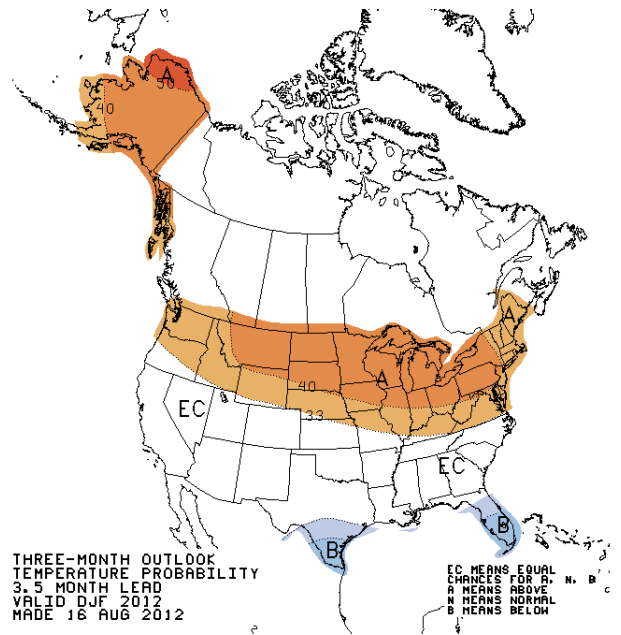 A
50
40
A
A
40
EC
33
EC
B
B
THREE-MONTH OUTLOOK
TEMPERATURE PROBABILITY
3.5 MONTH LEAD
VALID DJF 2012
MADE 16 AUG 2012
EC MEANS EQUAL
CHANCES FOR A, N, B
A MEANS ABOVE
N MEANS NORMAL
B MEANS BELOW